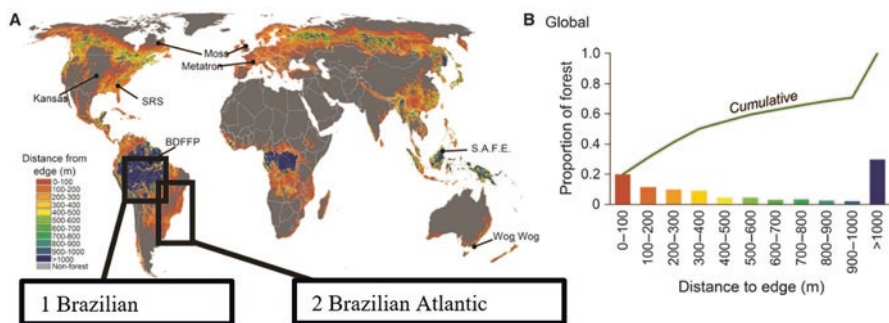 A
Moss
Metatron
Kansas
SRS
BDFFP
S.A.F.E.
Wog Wog
Distance from
edge (m)
0-100
100-200
200-300
300-400
400-500
500-600
600-700
700-800
800-900
900-1000
>1000
Non-forest
1 Brazilian
2 Brazilian Atlantic
B Global
Proportion of forest
1.0
0.8
0.6
0.4
0.2
0
Cumulative
0–100
100–200
200–300
300–400
400–500
500–600
600–700
700–800
800–900
900–1000
>1000
Distance to edge (m)